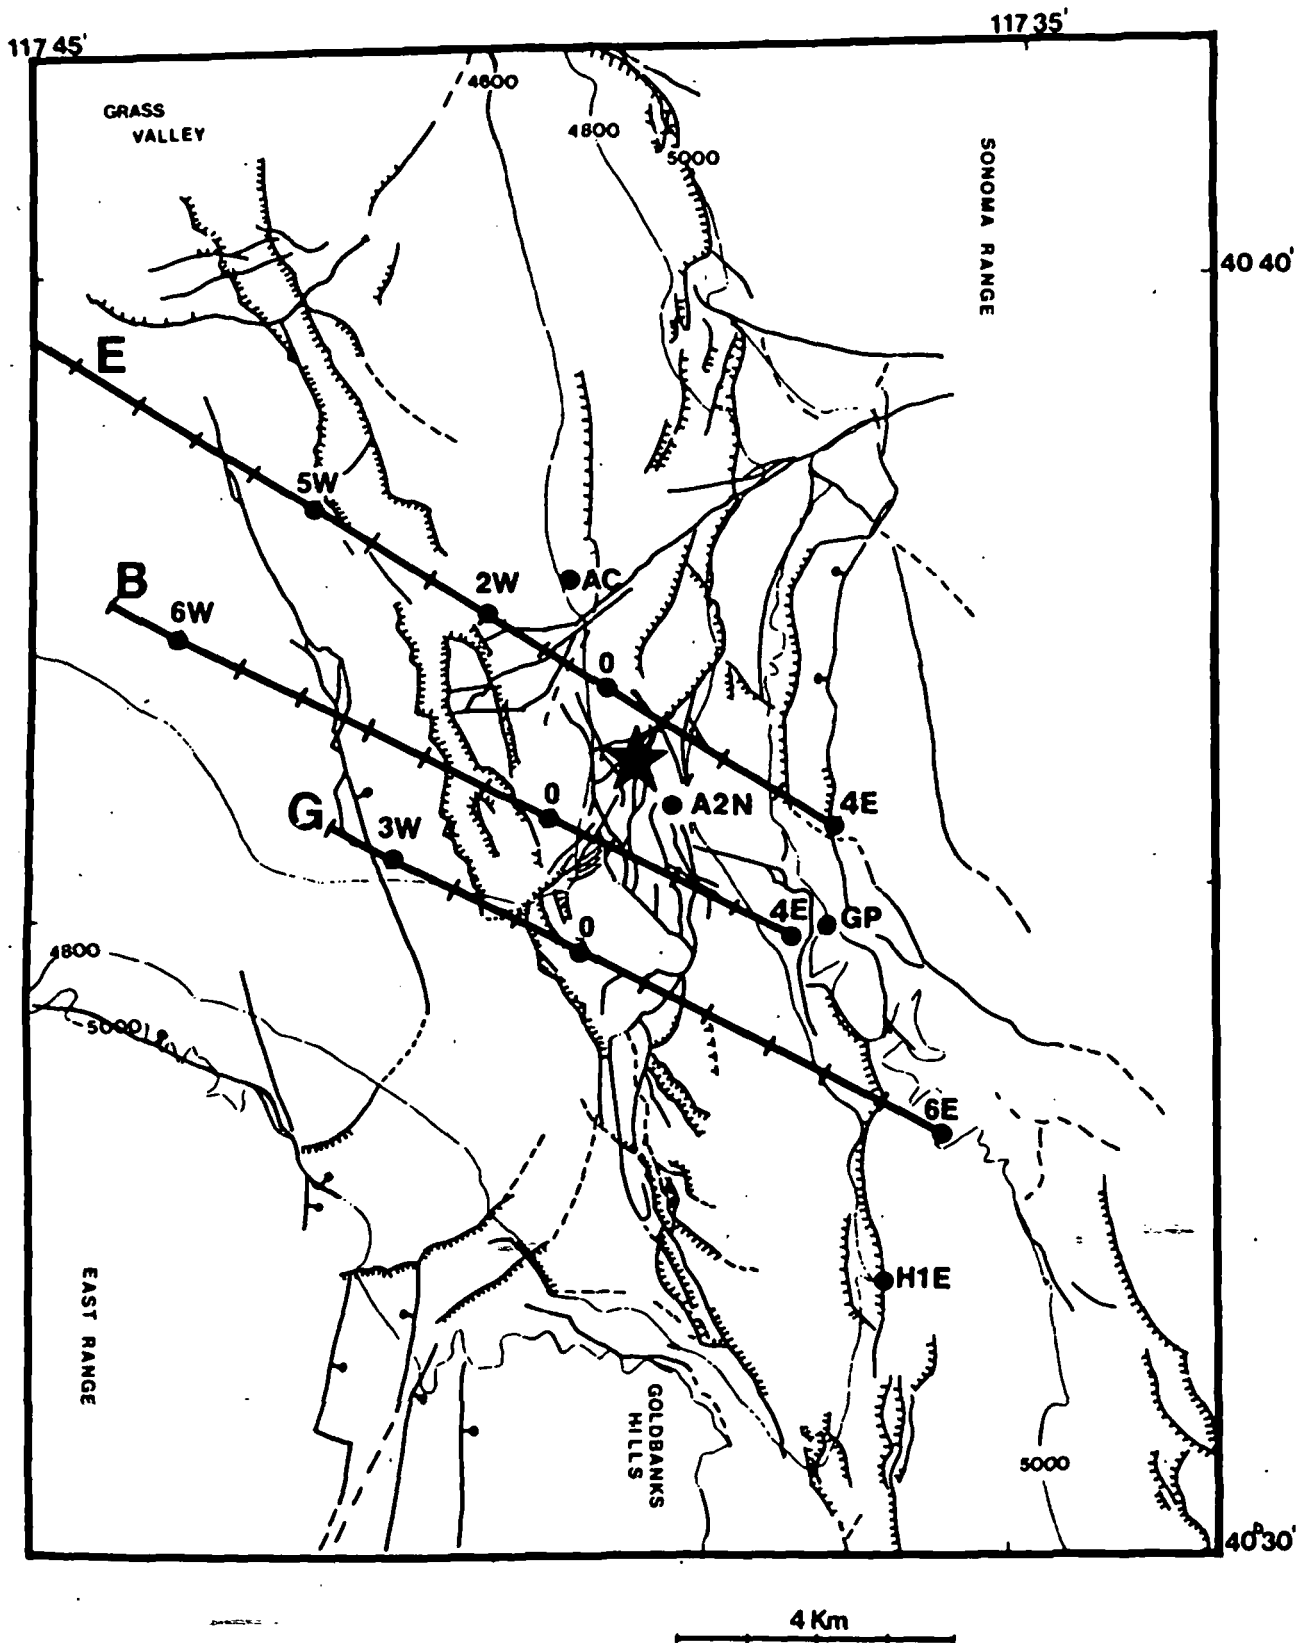 117 45'
117 35'
GRASS
VALLEY
4600
4800
5000
SONOMA RANGE
40 40'
E
5W
2W
AC
B
6W
0
A2N
4E
G
3W
0
0
4E
GP
4800
5000
6E
H1E
EAST RANGE
GOLDBANKS
HILLS
5000
40°30'
4 Km